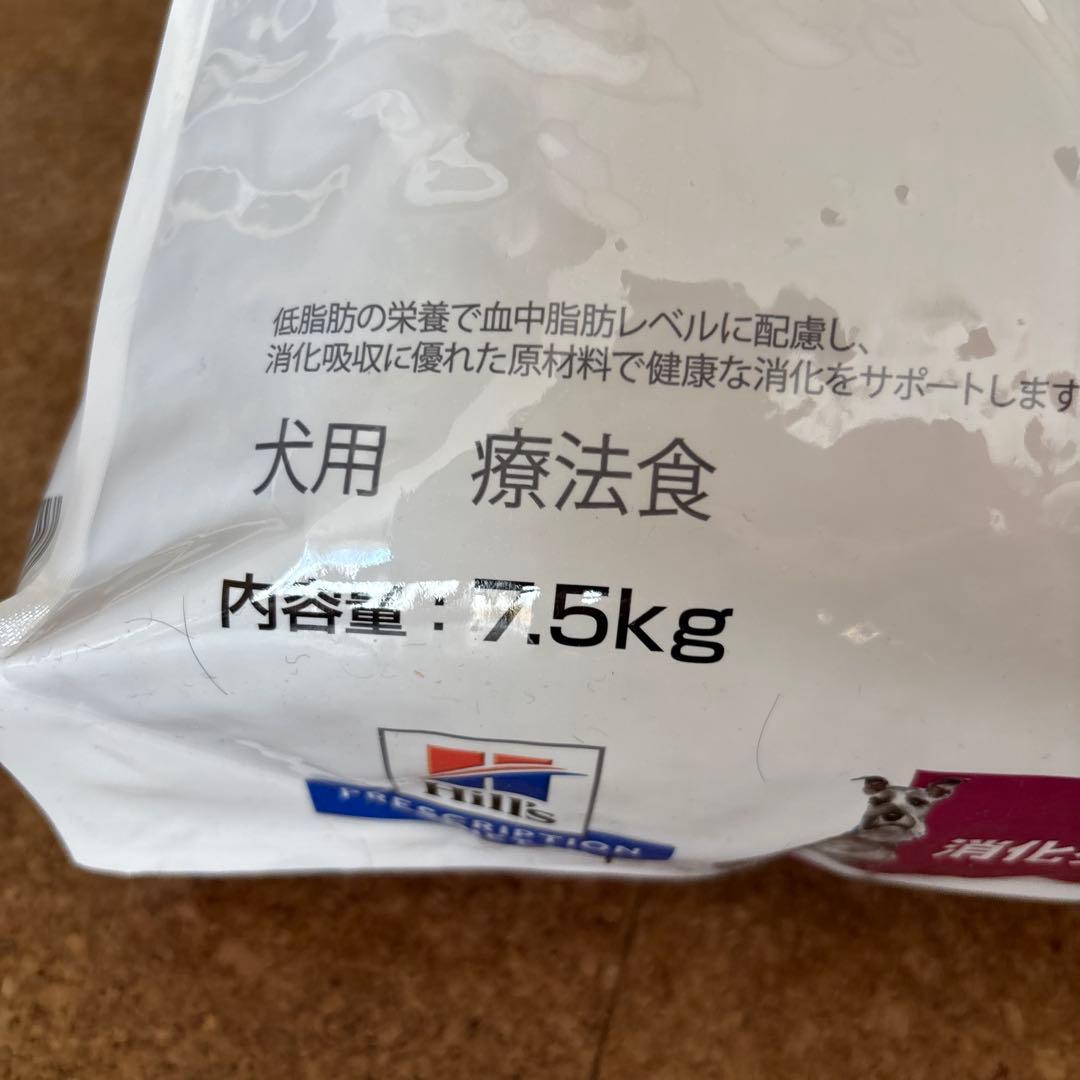 低脂肪の栄養で血中脂肪レベルに配慮し、
消化吸収に優れた原材料で健康な消化をサポートします
犬用 療法食
内容量：7.5kg
Hill's
PRESCRIPTION
消化